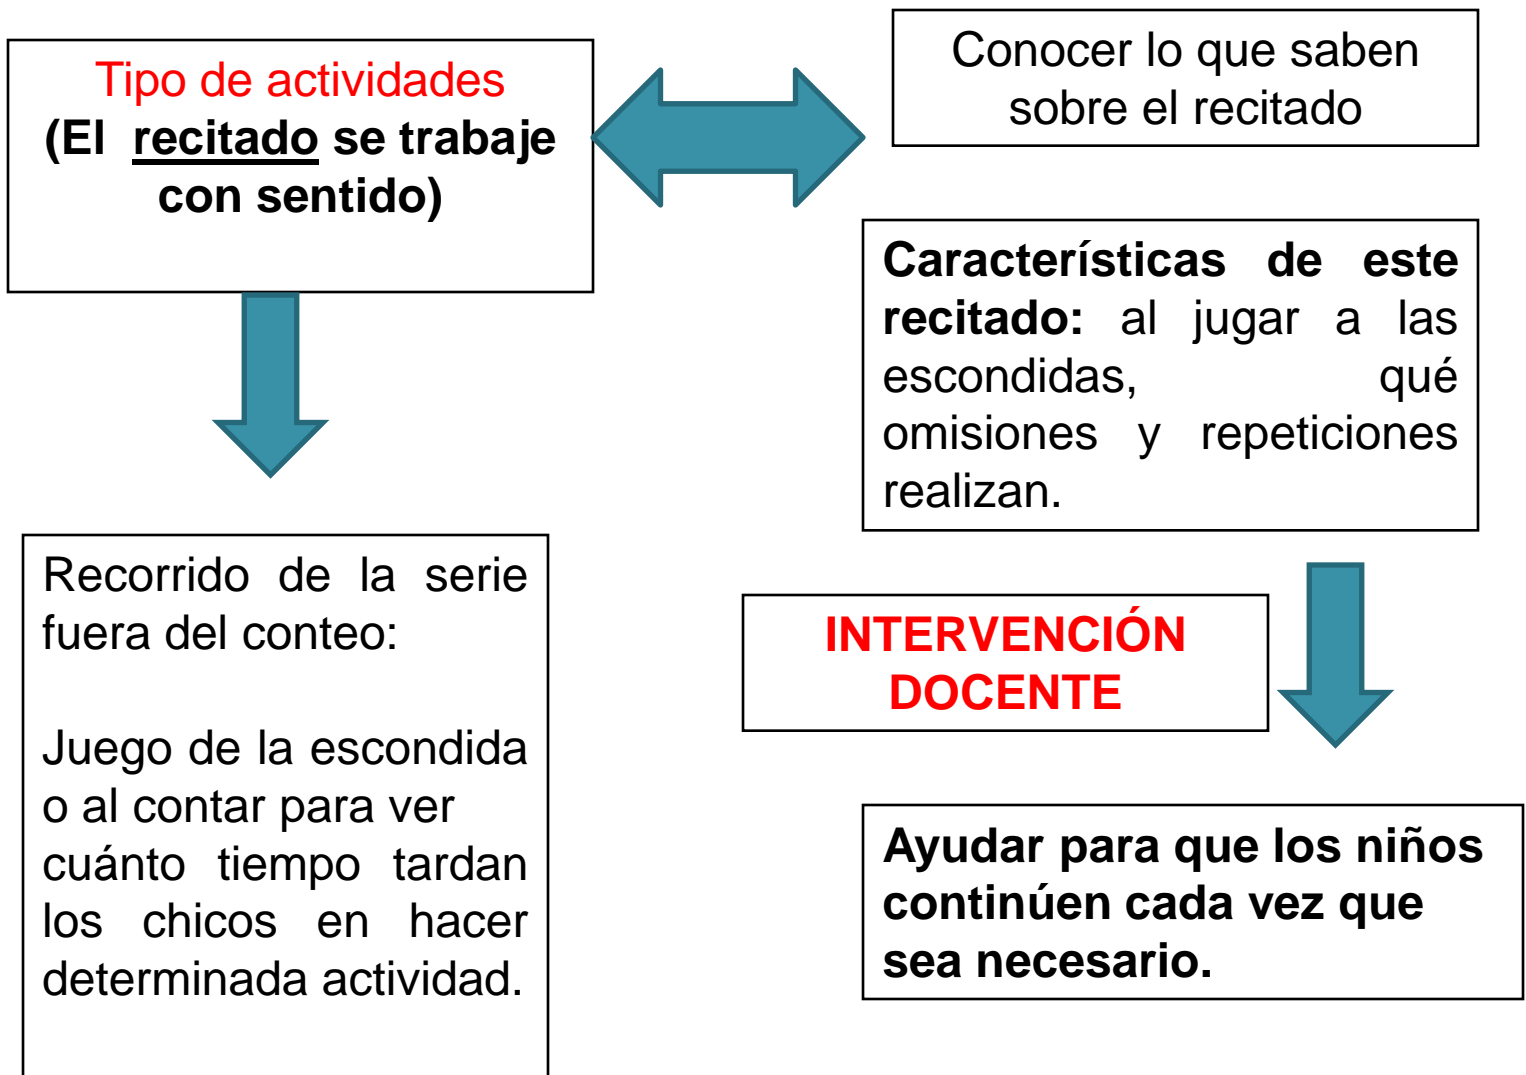 Tipo de actividades
(El recitado se trabaje
con sentido)
Conocer lo que saben
sobre el recitado
Características de este
recitado: al jugar a las
escondidas, qué
omisiones y repeticiones
realizan.
Recorrido de la serie
fuera del conteo:
Juego de la escondida
o al contar para ver
cuánto tiempo tardan
los chicos en hacer
determinada actividad.
INTERVENCIÓN
DOCENTE
Ayudar para que los niños
continúen cada vez que
sea necesario.